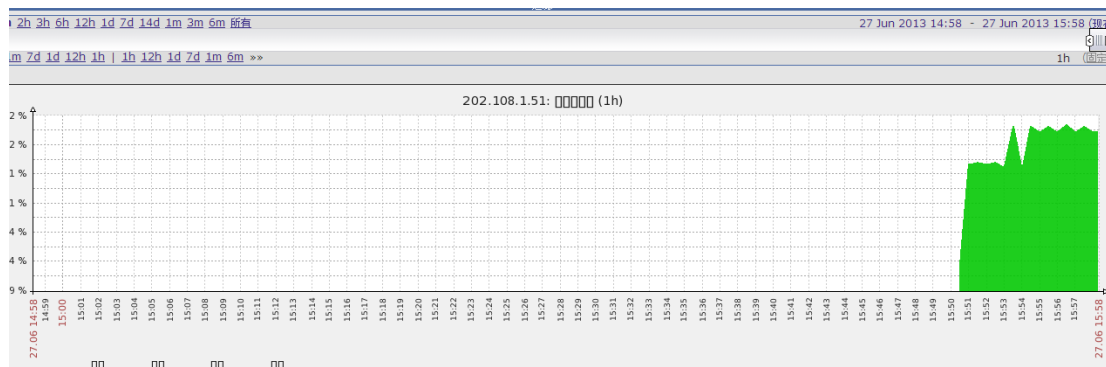 2h 3h 6h 12h 1d 7d 14d 1m 3m 6m 所有 27 Jun 2013 14:58 - 27 Jun 2013 15:58
1m 7d 1d 12h 1h | 1h 12h 1d 7d 1m 6m »» 1h (固定
202.108.1.51: □□□□□ (1h)
2 %
2 %
1 %
1 %
4 %
4 %
9 %
27.06 14:58 14:59 15:00 15:01 15:02 15:03 15:04 15:05 15:06 15:07 15:08 15:09 15:10 15:11 15:12 15:13 15:14 15:15 15:16 15:17 15:18 15:19 15:20 15:21 15:22 15:23 15:24 15:25 15:26 15:27 15:28 15:29 15:30 15:31 15:32 15:33 15:34 15:35 15:36 15:37 15:38 15:39 15:40 15:41 15:42 15:43 15:44 15:45 15:46 15:47 15:48 15:49 15:50 15:51 15:52 15:53 15:54 15:55 15:56 15:57 27.06 15:58
□□ □□ □□ □□